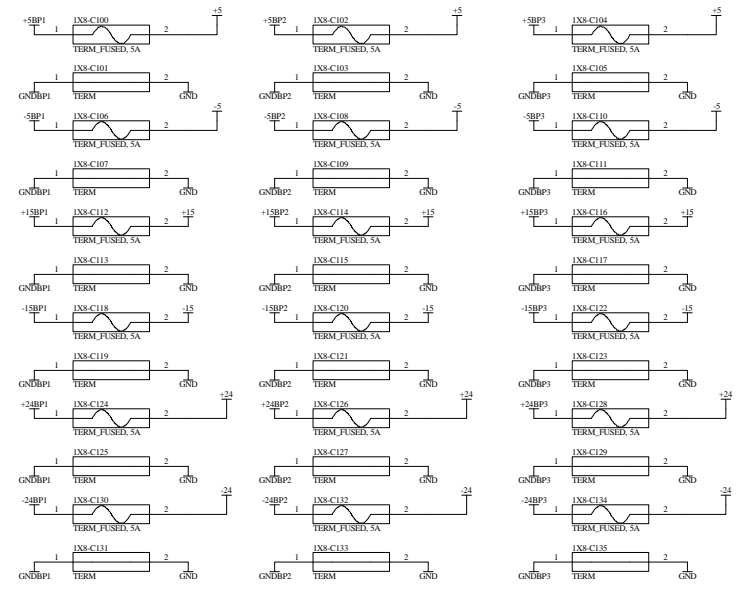 +5BP1 1 1X8-C100 2 +5
TERM_FUSED, 5A
+5BP2 1 1X8-C102 2 +5
TERM_FUSED, 5A
+5BP3 1 1X8-C104 2 +5
TERM_FUSED, 5A
GNDBP1 1 1X8-C101 2 GND
TERM
GNDBP2 1 1X8-C103 2 GND
TERM
GNDBP3 1 1X8-C105 2 GND
TERM
-5BP1 1 1X8-C106 2 -5
TERM_FUSED, 5A
-5BP2 1 1X8-C108 2 -5
TERM_FUSED, 5A
-5BP3 1 1X8-C110 2 -5
TERM_FUSED, 5A
GNDBP1 1 1X8-C107 2 GND
TERM
GNDBP2 1 1X8-C109 2 GND
TERM
GNDBP3 1 1X8-C111 2 GND
TERM
+15BP1 1 1X8-C112 2 +15
TERM_FUSED, 5A
+15BP2 1 1X8-C114 2 +15
TERM_FUSED, 5A
+15BP3 1 1X8-C116 2 +15
TERM_FUSED, 5A
GNDBP1 1 1X8-C113 2 GND
TERM
GNDBP2 1 1X8-C115 2 GND
TERM
GNDBP3 1 1X8-C117 2 GND
TERM
-15BP1 1 1X8-C118 2 -15
TERM_FUSED, 5A
-15BP2 1 1X8-C120 2 -15
TERM_FUSED, 5A
-15BP3 1 1X8-C122 2 -15
TERM_FUSED, 5A
GNDBP1 1 1X8-C119 2 GND
TERM
GNDBP2 1 1X8-C121 2 GND
TERM
GNDBP3 1 1X8-C123 2 GND
TERM
+24BP1 1 1X8-C124 2 +24
TERM_FUSED, 5A
+24BP2 1 1X8-C126 2 +24
TERM_FUSED, 5A
+24BP3 1 1X8-C128 2 +24
TERM_FUSED, 5A
GNDBP1 1 1X8-C125 2 GND
TERM
GNDBP2 1 1X8-C127 2 GND
TERM
GNDBP3 1 1X8-C129 2 GND
TERM
-24BP1 1 1X8-C130 2 -24
TERM_FUSED, 5A
-24BP2 1 1X8-C132 2 -24
TERM_FUSED, 5A
-24BP3 1 1X8-C134 2 -24
TERM_FUSED, 5A
GNDBP1 1 1X8-C131 2 GND
TERM
GNDBP2 1 1X8-C133 2 GND
TERM
GNDBP3 1 1X8-C135 2 GND
TERM